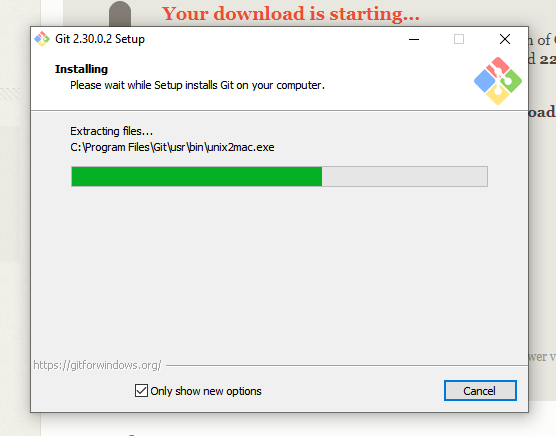 Your download is starting...
Git 2.30.0.2 Setup
n of
Installing
Please wait while Setup installs Git on your computer.
d 22
oad
Extracting files...
C:\Program Files\Git\usr\bin\unix2mac.exe
wer v
https://gitforwindows.org/
Only show new options
Cancel